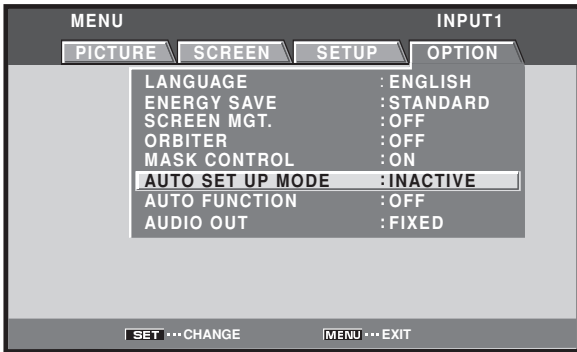 MENU INPUT1
PICTURE SCREEN SETUP OPTION
LANGUAGE :ENGLISH
ENERGY SAVE :STANDARD
SCREEN MGT. :OFF
ORBITER :OFF
MASK CONTROL :ON
AUTO SET UP MODE :INACTIVE
AUTO FUNCTION :OFF
AUDIO OUT :FIXED
SET ··· CHANGE MENU ··· EXIT